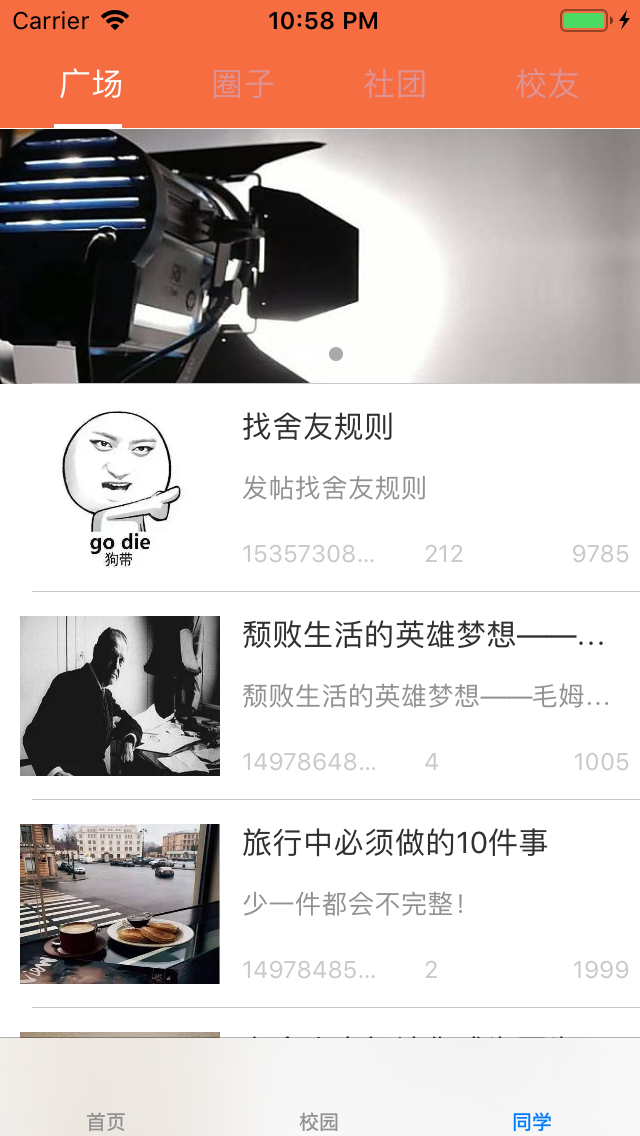 Carrier 10:58 PM
广场 圈子 社团 校友
找舍友规则
发帖找舍友规则
go die
狗带
15357308... 212 9785
颓败生活的英雄梦想——...
颓败生活的英雄梦想——毛姆...
14978648... 4 1005
旅行中必须做的10件事
少一件都会不完整！
14978485... 2 1999
首页 校园 同学